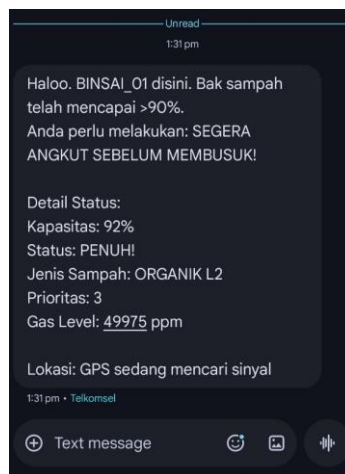 Unread
1:31 pm
Haloo. BINSAI_01 disini. Bak sampah
telah mencapai >90%.
Anda perlu melakukan: SEGERA
ANGKUT SEBELUM MEMBUSUK!
Detail Status:
Kapasitas: 92%
Status: PENUH!
Jenis Sampah: ORGANIK L2
Prioritas: 3
Gas Level: 49975 ppm
Lokasi: GPS sedang mencari sinyal
1:31 pm • Telkomsel
Text message